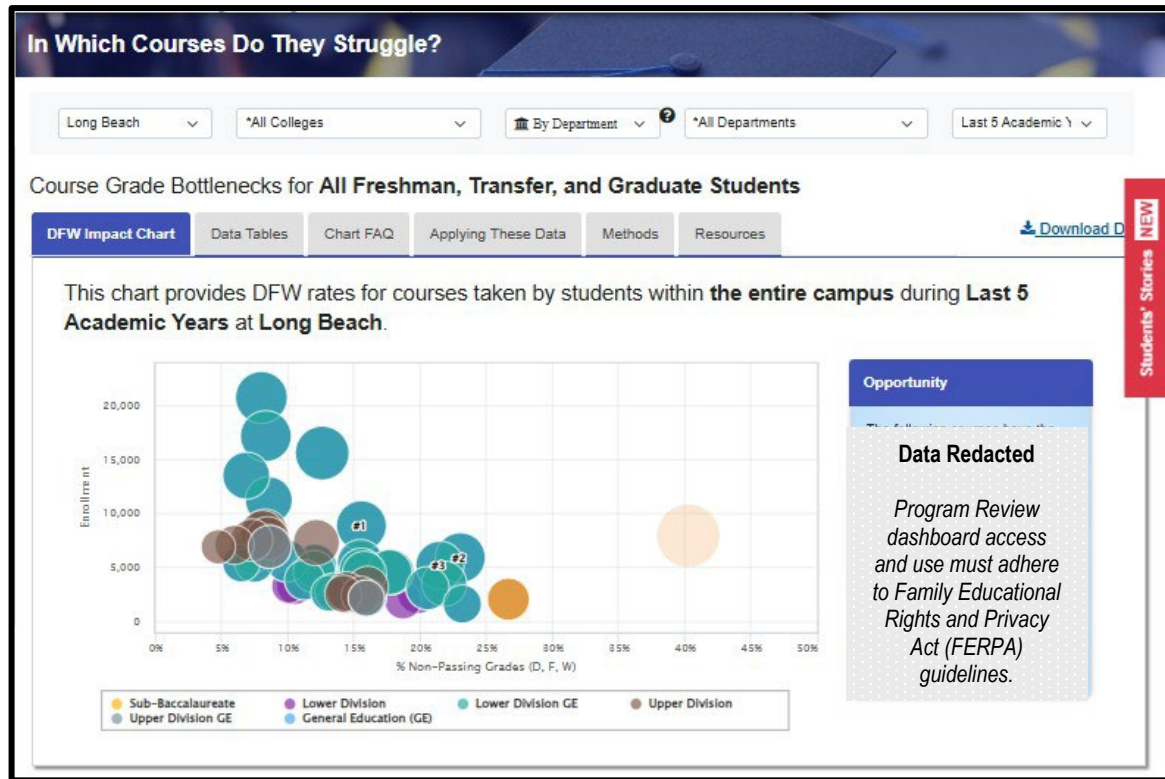 In Which Courses Do They Struggle?
Long Beach
*All Colleges
By Department
?
*All Departments
Last 5 Academic Y
Course Grade Bottlenecks for All Freshman, Transfer, and Graduate Students
DFW Impact Chart
Data Tables
Chart FAQ
Applying These Data
Methods
Resources
Download D
Students' Stories NEW
This chart provides DFW rates for courses taken by students within the entire campus during Last 5
Academic Years at Long Beach.
Enrollment
20,000
15,000
10,000
5,000
0
#1
#2
#3
0%
5%
10%
15%
20%
25%
30%
35%
40%
45%
50%
% Non-Passing Grades (D, F, W)
Sub-Baccalaureate
Lower Division
Lower Division GE
Upper Division
Upper Division GE
General Education (GE)
Opportunity
Data Redacted
Program Review
dashboard access
and use must adhere
to Family Educational
Rights and Privacy
Act (FERPA)
guidelines.